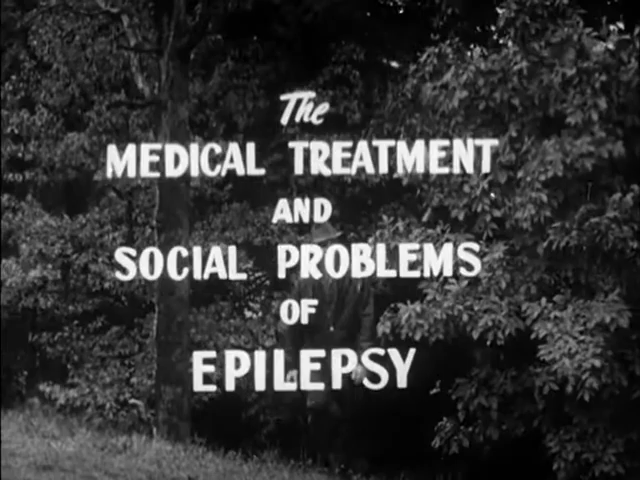 The
MEDICAL TREATMENT
AND
SOCIAL PROBLEMS
OF
EPILEPSY